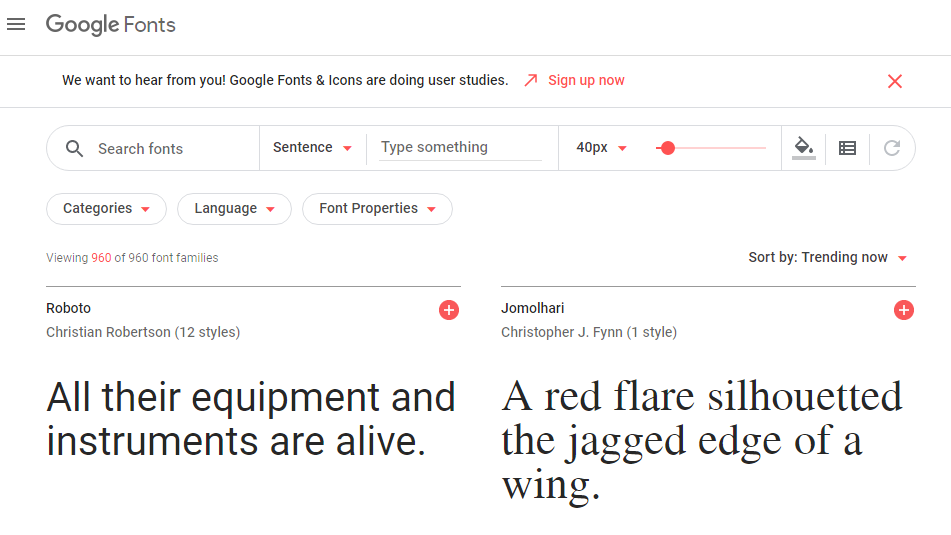 Google Fonts
We want to hear from you! Google Fonts & Icons are doing user studies. Sign up now
Search fonts Sentence Type something 40px
Categories Language Font Properties
Viewing 960 of 960 font families Sort by: Trending now
Roboto
Christian Robertson (12 styles)
All their equipment and
instruments are alive.
Jomolhari
Christopher J. Fynn (1 style)
A red flare silhouetted
the jagged edge of a
wing.